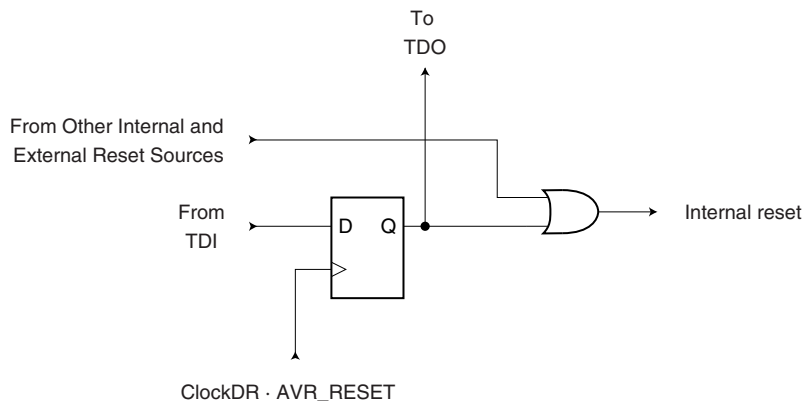 To
TDO
From Other Internal and
External Reset Sources
From
TDI
D Q
Internal reset
ClockDR · AVR_RESET